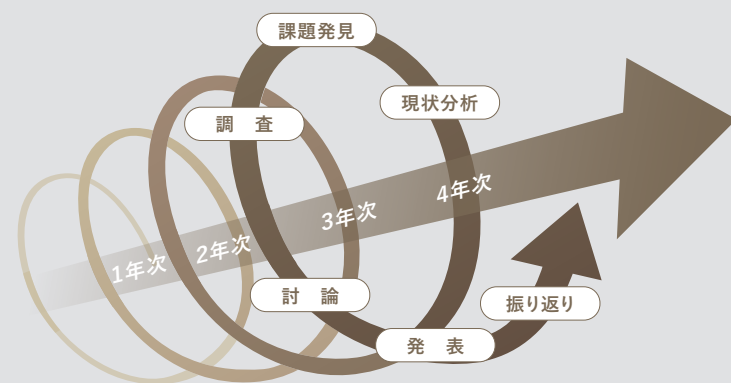 課題発見
現状分析
調 査
4年次
3年次
2年次
1年次
討 論
振り返り
発 表